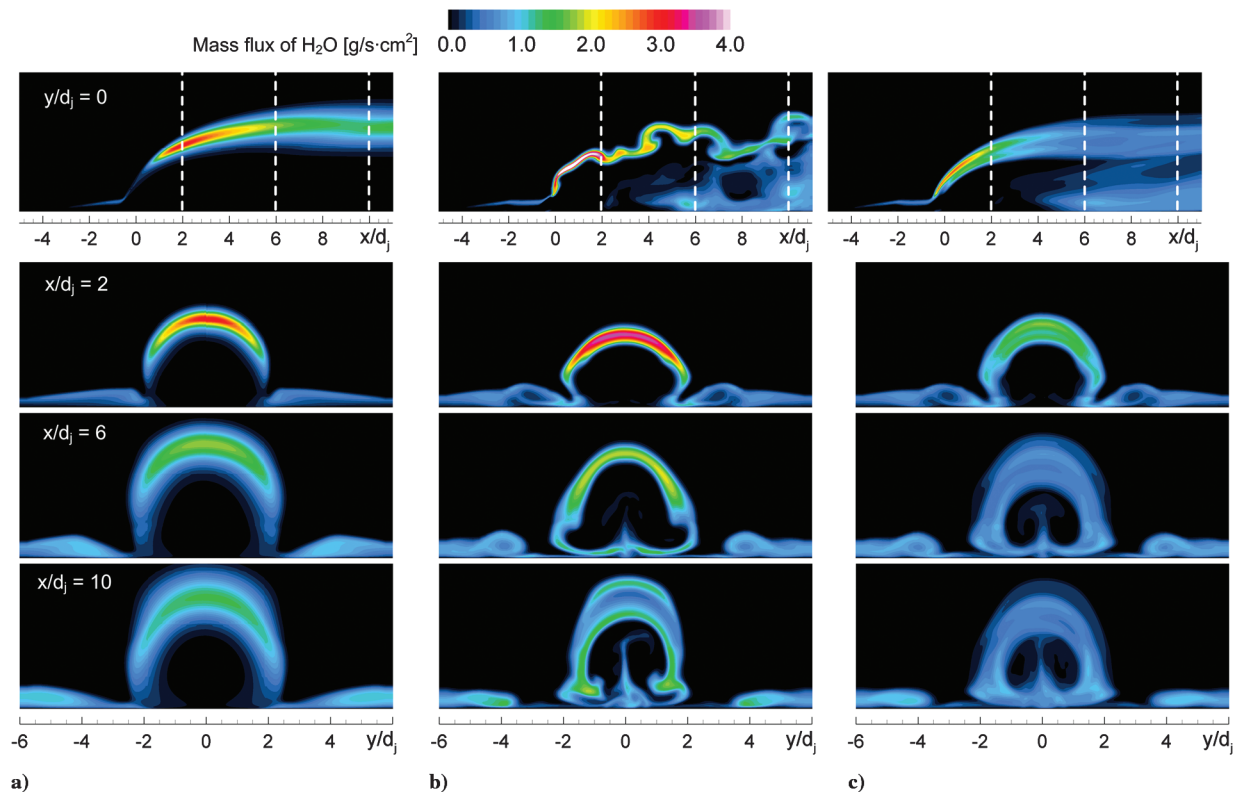 Mass flux of H₂O [g/s·cm²]
0.0 1.0 2.0 3.0 4.0
y/dⱼ = 0
-4 -2 0 2 4 6 8 x/dⱼ
-4 -2 0 2 4 6 8 x/dⱼ
-4 -2 0 2 4 6 8 x/dⱼ
x/dⱼ = 2
x/dⱼ = 6
x/dⱼ = 10
-6 -4 -2 0 2 4 y/dⱼ
-6 -4 -2 0 2 4 y/dⱼ
-6 -4 -2 0 2 4 y/dⱼ
a)
b)
c)